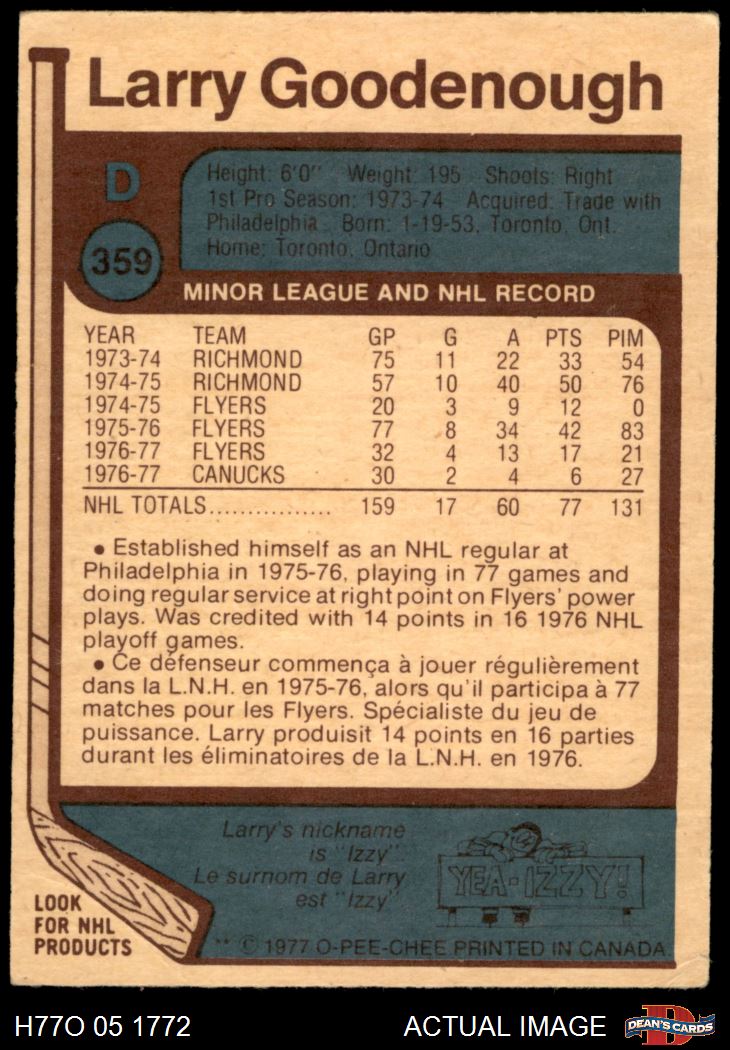 Larry Goodenough
D
359
Height: 6'0" Weight: 195 Shoots: Right
1st Pro Season: 1973-74 Acquired: Trade with
Philadelphia Born: 1-19-53, Toronto, Ont.
Home: Toronto, Ontario
MINOR LEAGUE AND NHL RECORD
YEAR TEAM GP G A PTS PIM
1973-74 RICHMOND 75 11 22 33 54
1974-75 RICHMOND 57 10 40 50 76
1974-75 FLYERS 20 3 9 12 0
1975-76 FLYERS 77 8 34 42 83
1976-77 FLYERS 32 4 13 17 21
1976-77 CANUCKS 30 2 4 6 27
NHL TOTALS................ 159 17 60 77 131
• Established himself as an NHL regular at
Philadelphia in 1975-76, playing in 77 games and
doing regular service at right point on Flyers' power
plays. Was credited with 14 points in 16 1976 NHL
playoff games.
• Ce défenseur commença à jouer régulièrement
dans la L.N.H. en 1975-76, alors qu'il participa à 77
matches pour les Flyers. Spécialiste du jeu de
puissance. Larry produisit 14 points en 16 parties
durant les éliminatoires de la L.N.H. en 1976.
Larry's nickname
is "Izzy".
Le surnom de Larry
est "Izzy"
YEA-IZZY!
LOOK
FOR NHL
PRODUCTS
** © 1977 O-PEE-CHEE PRINTED IN CANADA.
H77O 05 1772 ACTUAL IMAGE
D
DEAN'S CARDS